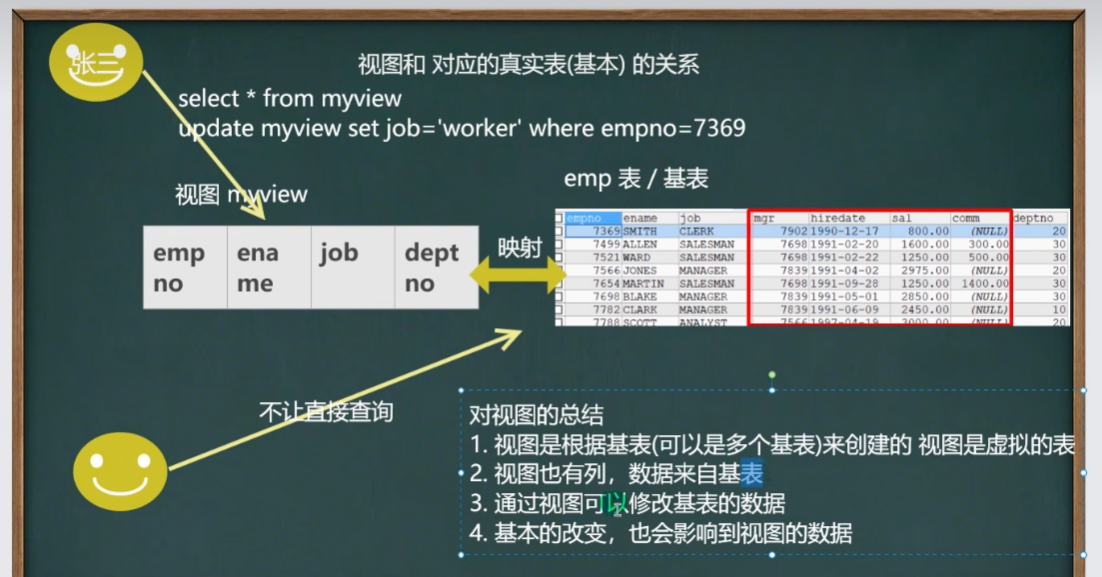 张三
视图和 对应的真实表(基本) 的关系
select * from myview
update myview set job='worker' where empno=7369
视图 myview
emp 表 / 基表
emp
no
ena
me
job
dept
no
映射
empno ename job mgr hiredate sal comm deptno
7369 SMITH CLERK 7902 1990-12-17 800.00 (NULL) 20
7499 ALLEN SALESMAN 7698 1991-02-20 1600.00 300.00 30
7521 WARD SALESMAN 7698 1991-02-22 1250.00 500.00 30
7566 JONES MANAGER 7839 1991-04-02 2975.00 (NULL) 20
7654 MARTIN SALESMAN 7698 1991-09-28 1250.00 1400.00 30
7698 BLAKE MANAGER 7839 1991-05-01 2850.00 (NULL) 30
7782 CLARK MANAGER 7839 1991-06-09 2450.00 (NULL) 10
7788 SCOTT ANALYST 7566 1997-04-19 3000.00 (NULL) 20
不让直接查询
对视图的总结
1. 视图是根据基表(可以是多个基表)来创建的 视图是虚拟的表
2. 视图也有列，数据来自基表
3. 通过视图可以修改基表的数据
4. 基本的改变，也会影响到视图的数据